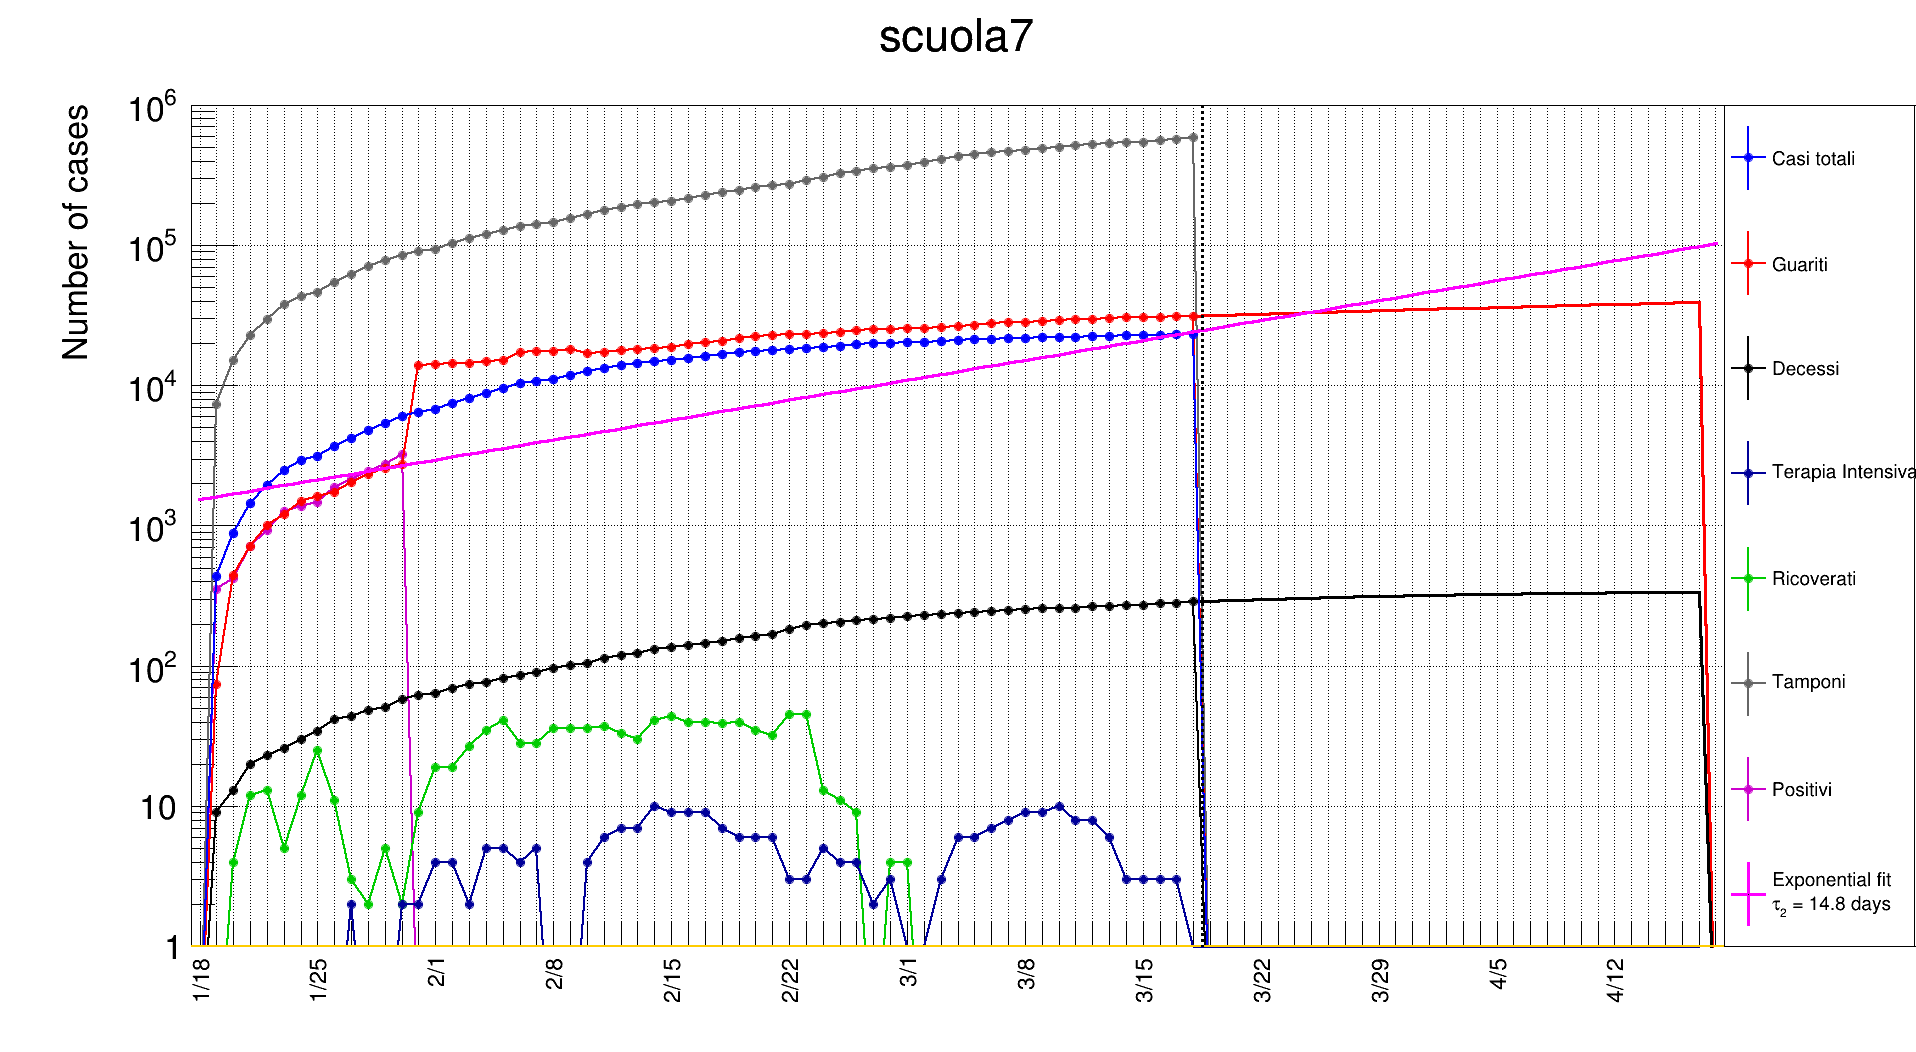 scuola7
Number of cases
10^6
10^5
10^4
10^3
10^2
10
1
1/18
1/25
2/1
2/8
2/15
2/22
3/1
3/8
3/15
3/22
3/29
4/5
4/12
Casi totali
Guariti
Decessi
Terapia Intensiva
Ricoverati
Tamponi
Positivi
Exponential fit
τ_2 = 14.8 days